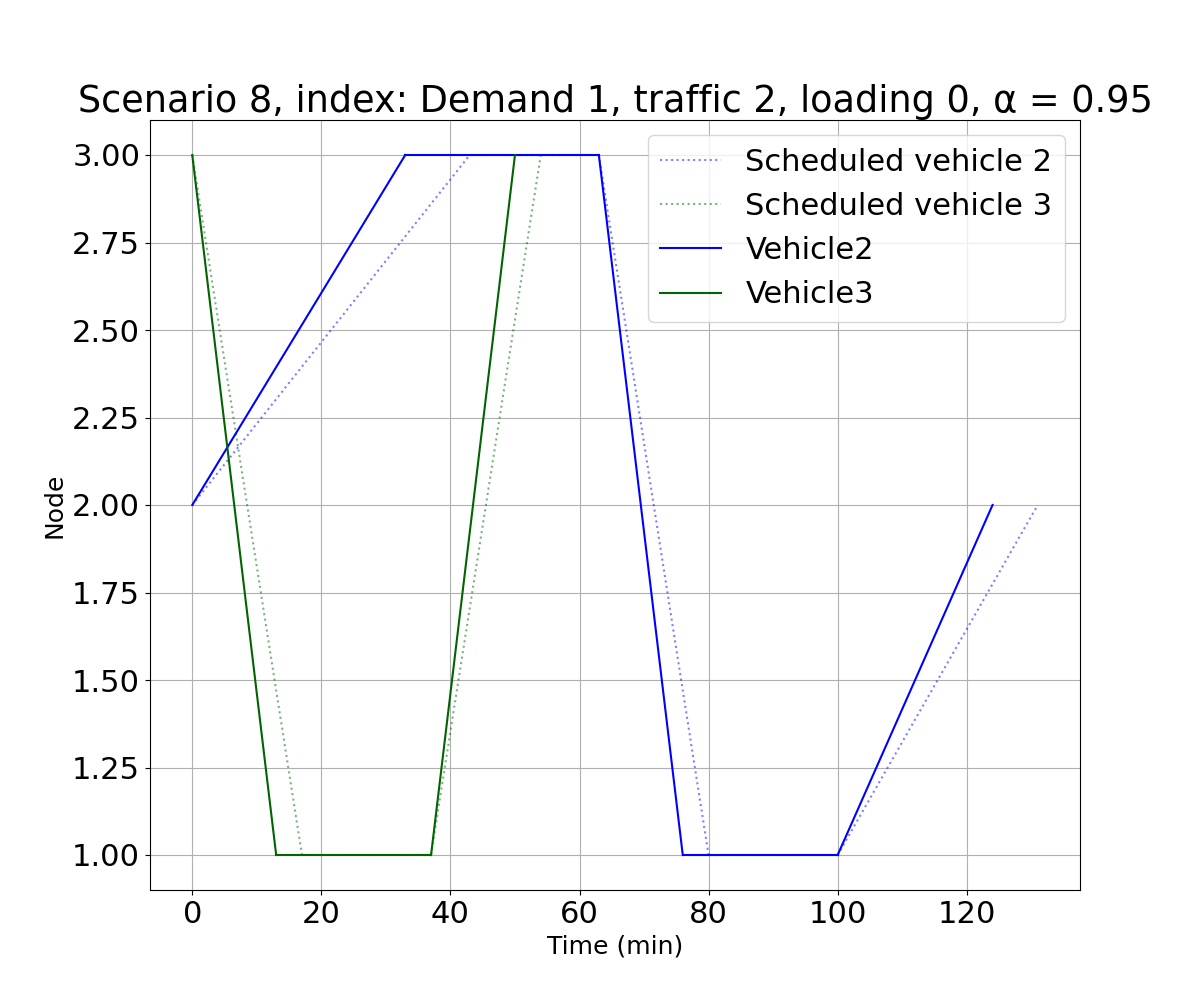 Scenario 8, index: Demand 1, traffic 2, loading 0, α = 0.95
3.00
2.75
2.50
2.25
2.00
1.75
1.50
1.25
1.00
Node
Scheduled vehicle 2
Scheduled vehicle 3
Vehicle2
Vehicle3
0 20 40 60 80 100 120
Time (min)